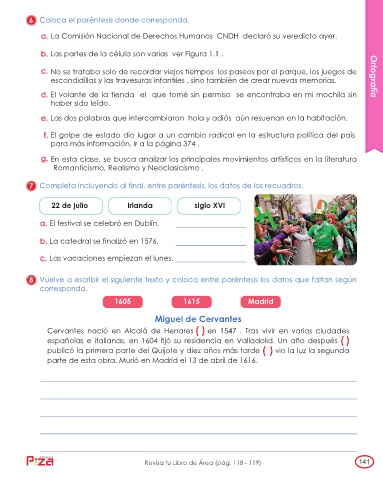 6 Coloca el paréntesis donde corresponda.
a. La Comisión Nacional de Derechos Humanos CNDH declaró su veredicto ayer.
b. Las partes de la célula son varias ver Figura 1.1 .
c. No se trataba solo de recordar viejos tiempos los paseos por el parque, los juegos de
escondidillas y las travesuras infantiles , sino también de crear nuevas memorias.
d. El volante de la tienda el que tomé sin permiso se encontraba en mi mochila sin
haber sido leído.
e. Las dos palabras que intercambiaron hola y adiós aún resuenan en la habitación.
f. El golpe de estado dio lugar a un cambio radical en la estructura política del país
para más información, ir a la página 374 .
g. En esta clase, se busca analizar los principales movimientos artísticos en la literatura
Romanticismo, Realismo y Neoclasicismo .
Ortografía
7 Completa incluyendo al final, entre paréntesis, los datos de los recuadros.
22 de julio Irlanda siglo XVI
a. El festival se celebró en Dublín.
b. La catedral se finalizó en 1576.
c. Las vacaciones empiezan el lunes.
8 Vuelve a escribir el siguiente texto y coloca entre paréntesis los datos que faltan según
corresponda.
1605 1615 Madrid
Miguel de Cervantes
Cervantes nació en Alcalá de Henares ( ) en 1547 . Tras vivir en varias ciudades
españolas e italianas, en 1604 fijó su residencia en Valladolid. Un año después ( )
publicó la primera parte del Quijote y diez años más tarde ( ) vio la luz la segunda
parte de esta obra. Murió en Madrid el 13 de abril de 1616.
Piza
Revisa tu Libro de Área (pág. 118 - 119)
141